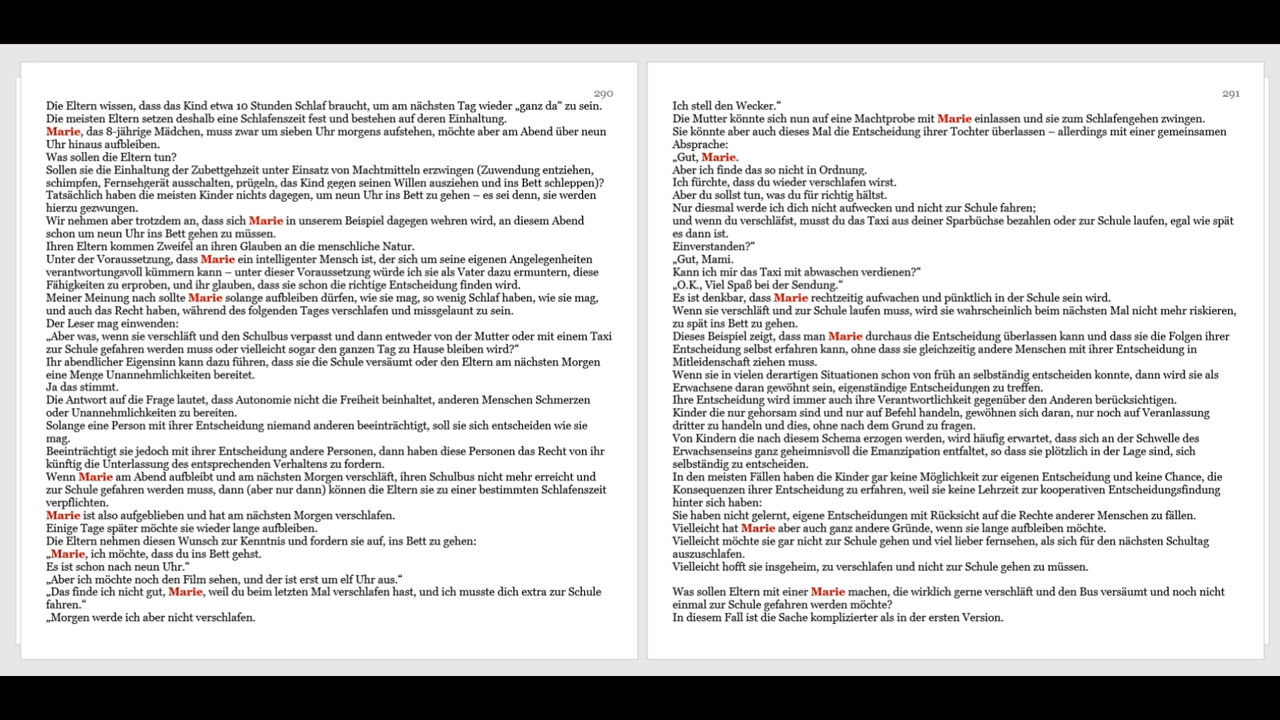 290
Die Eltern wissen, dass das Kind etwa 10 Stunden Schlaf braucht, um am nächsten Tag wieder „ganz da“ zu sein.
Die meisten Eltern setzen deshalb eine Schlafenszeit fest und bestehen auf deren Einhaltung.
Marie, das 8-jährige Mädchen, muss zwar um sieben Uhr morgens aufstehen, möchte aber am Abend über neun
Uhr hinaus aufbleiben.
Was sollen die Eltern tun?
Sollen sie die Einhaltung der Zubettgehzeit unter Einsatz von Machtmitteln erzwingen (Zuwendung entziehen,
schimpfen, Fernsehgerät ausschalten, prügeln, das Kind gegen seinen Willen ausziehen und ins Bett schleppen)?
Tatsächlich haben die meisten Kinder nichts dagegen, um neun Uhr ins Bett zu gehen – es sei denn, sie werden
hierzu gezwungen.
Wir nehmen aber trotzdem an, dass sich Marie in unserem Beispiel dagegen wehren wird, an diesem Abend
schon um neun Uhr ins Bett gehen zu müssen.
Ihren Eltern kommen Zweifel an ihren Glauben an die menschliche Natur.
Unter der Voraussetzung, dass Marie ein intelligenter Mensch ist, der sich um seine eigenen Angelegenheiten
verantwortungsvoll kümmern kann – unter dieser Voraussetzung würde ich sie als Vater dazu ermuntern, diese
Fähigkeiten zu erproben, und ihr glauben, dass sie schon die richtige Entscheidung finden wird.
Meiner Meinung nach sollte Marie solange aufbleiben dürfen, wie sie mag, so wenig Schlaf haben, wie sie mag,
und auch das Recht haben, während des folgenden Tages verschlafen und missgelaunt zu sein.
Der Leser mag einwenden:
„Aber was, wenn sie verschläft und den Schulbus verpasst und dann entweder von der Mutter oder mit einem Taxi
zur Schule gefahren werden muss oder vielleicht sogar den ganzen Tag zu Hause bleiben wird?“
Ihr abendlicher Eigensinn kann dazu führen, dass sie die Schule versäumt oder den Eltern am nächsten Morgen
eine Menge Unannehmlichkeiten bereitet.
Ja das stimmt.
Die Antwort auf die Frage lautet, dass Autonomie nicht die Freiheit beinhaltet, anderen Menschen Schmerzen
oder Unannehmlichkeiten zu bereiten.
Solange eine Person mit ihrer Entscheidung niemand anderen beeinträchtigt, soll sie sich entscheiden wie sie
mag.
Beeinträchtigt sie jedoch mit ihrer Entscheidung andere Personen, dann haben diese Personen das Recht von ihr
künftig die Unterlassung des entsprechenden Verhaltens zu fordern.
Wenn Marie am Abend aufbleibt und am nächsten Morgen verschläft, ihren Schulbus nicht mehr erreicht und
zur Schule gefahren werden muss, dann (aber nur dann) können die Eltern sie zu einer bestimmten Schlafenszeit
verpflichten.
Marie ist also aufgeblieben und hat am nächsten Morgen verschlafen.
Einige Tage später möchte sie wieder lange aufbleiben.
Die Eltern nehmen diesen Wunsch zur Kenntnis und fordern sie auf, ins Bett zu gehen:
„Marie, ich möchte, dass du ins Bett gehst.
Es ist schon nach neun Uhr.“
„Aber ich möchte noch den Film sehen, und der ist erst um elf Uhr aus.“
„Das finde ich nicht gut, Marie, weil du beim letzten Mal verschlafen hast, und ich musste dich extra zur Schule
fahren.“
„Morgen werde ich aber nicht verschlafen.
291
Ich stell den Wecker.“
Die Mutter könnte sich nun auf eine Machtprobe mit Marie einlassen und sie zum Schlafengehen zwingen.
Sie könnte aber auch dieses Mal die Entscheidung ihrer Tochter überlassen – allerdings mit einer gemeinsamen
Absprache:
„Gut, Marie.
Aber ich finde das so nicht in Ordnung.
Ich fürchte, dass du wieder verschlafen wirst.
Aber du sollst tun, was du für richtig hältst.
Nur diesmal werde ich dich nicht aufwecken und nicht zur Schule fahren;
und wenn du verschläfst, musst du das Taxi aus deiner Sparbüchse bezahlen oder zur Schule laufen, egal wie spät
es dann ist.
Einverstanden?“
„Gut, Mami.
Kann ich mir das Taxi mit abwaschen verdienen?“
„O.K., Viel Spaß bei der Sendung.“
Es ist denkbar, dass Marie rechtzeitig aufwachen und pünktlich in der Schule sein wird.
Wenn sie verschläft und zur Schule laufen muss, wird sie wahrscheinlich beim nächsten Mal nicht mehr riskieren,
zu spät ins Bett zu gehen.
Dieses Beispiel zeigt, dass man Marie durchaus die Entscheidung überlassen kann und dass sie die Folgen ihrer
Entscheidung selbst erfahren kann, ohne dass sie gleichzeitig andere Menschen mit ihrer Entscheidung in
Mitleidenschaft ziehen muss.
Wenn sie in vielen derartigen Situationen schon von früh an selbständig entscheiden konnte, dann wird sie als
Erwachsene daran gewöhnt sein, eigenständige Entscheidungen zu treffen.
Ihre Entscheidung wird immer auch ihre Verantwortlichkeit gegenüber den Anderen berücksichtigen.
Kinder die nur gehorsam sind und nur auf Befehl handeln, gewöhnen sich daran, nur noch auf Veranlassung
dritter zu handeln und dies, ohne nach dem Grund zu fragen.
Von Kindern die nach diesem Schema erzogen werden, wird häufig erwartet, dass sich an der Schwelle des
Erwachsenseins ganz geheimnisvoll die Emanzipation entfaltet, so dass sie plötzlich in der Lage sind, sich
selbständig zu entscheiden.
In den meisten Fällen haben die Kinder gar keine Möglichkeit zur eigenen Entscheidung und keine Chance, die
Konsequenzen ihrer Entscheidung zu erfahren, weil sie keine Lehrzeit zur kooperativen Entscheidungsfindung
hinter sich haben:
Sie haben nicht gelernt, eigene Entscheidungen mit Rücksicht auf die Rechte anderer Menschen zu fällen.
Vielleicht hat Marie aber auch ganz andere Gründe, wenn sie lange aufbleiben möchte.
Vielleicht möchte sie gar nicht zur Schule gehen und viel lieber fernsehen, als sich für den nächsten Schultag
auszuschlafen.
Vielleicht hofft sie insgeheim, zu verschlafen und nicht zur Schule gehen zu müssen.
Was sollen Eltern mit einer Marie machen, die wirklich gerne verschläft und den Bus versäumt und noch nicht
einmal zur Schule gefahren werden möchte?
In diesem Fall ist die Sache komplizierter als in der ersten Version.